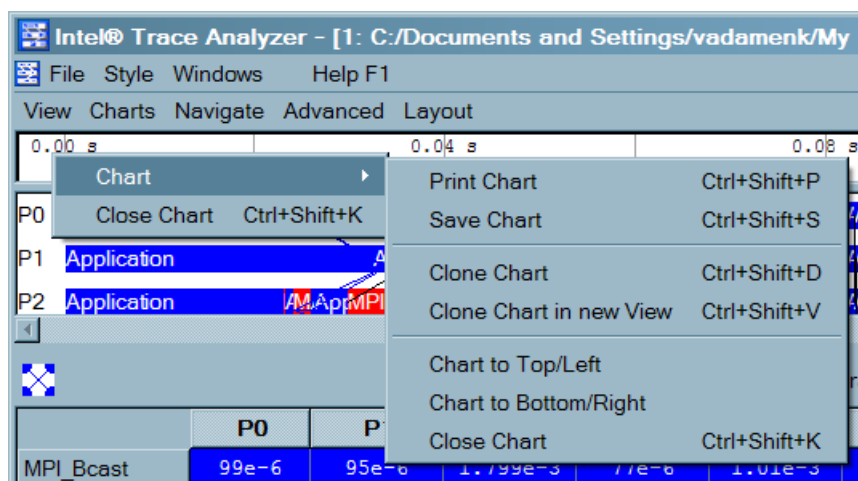 Intel® Trace Analyzer - [1: C:/Documents and Settings/vadamenk/My
File Style Windows Help F1
View Charts Navigate Advanced Layout
0.00 s 0.04 s 0.08 s
Chart
Close Chart Ctrl+Shift+K
Print Chart Ctrl+Shift+P
Save Chart Ctrl+Shift+S
Clone Chart Ctrl+Shift+D
Clone Chart in new View Ctrl+Shift+V
Chart to Top/Left
Chart to Bottom/Right
Close Chart Ctrl+Shift+K
P0
P1 Application
P2 Application MPI
P0
MPI_Bcast 99e-6 95e-6 1.799e-3 77e-6 1.01e-3